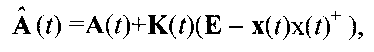 Â(t) =A(t)+K(t)(E − x(t)x(t)⁺ ),